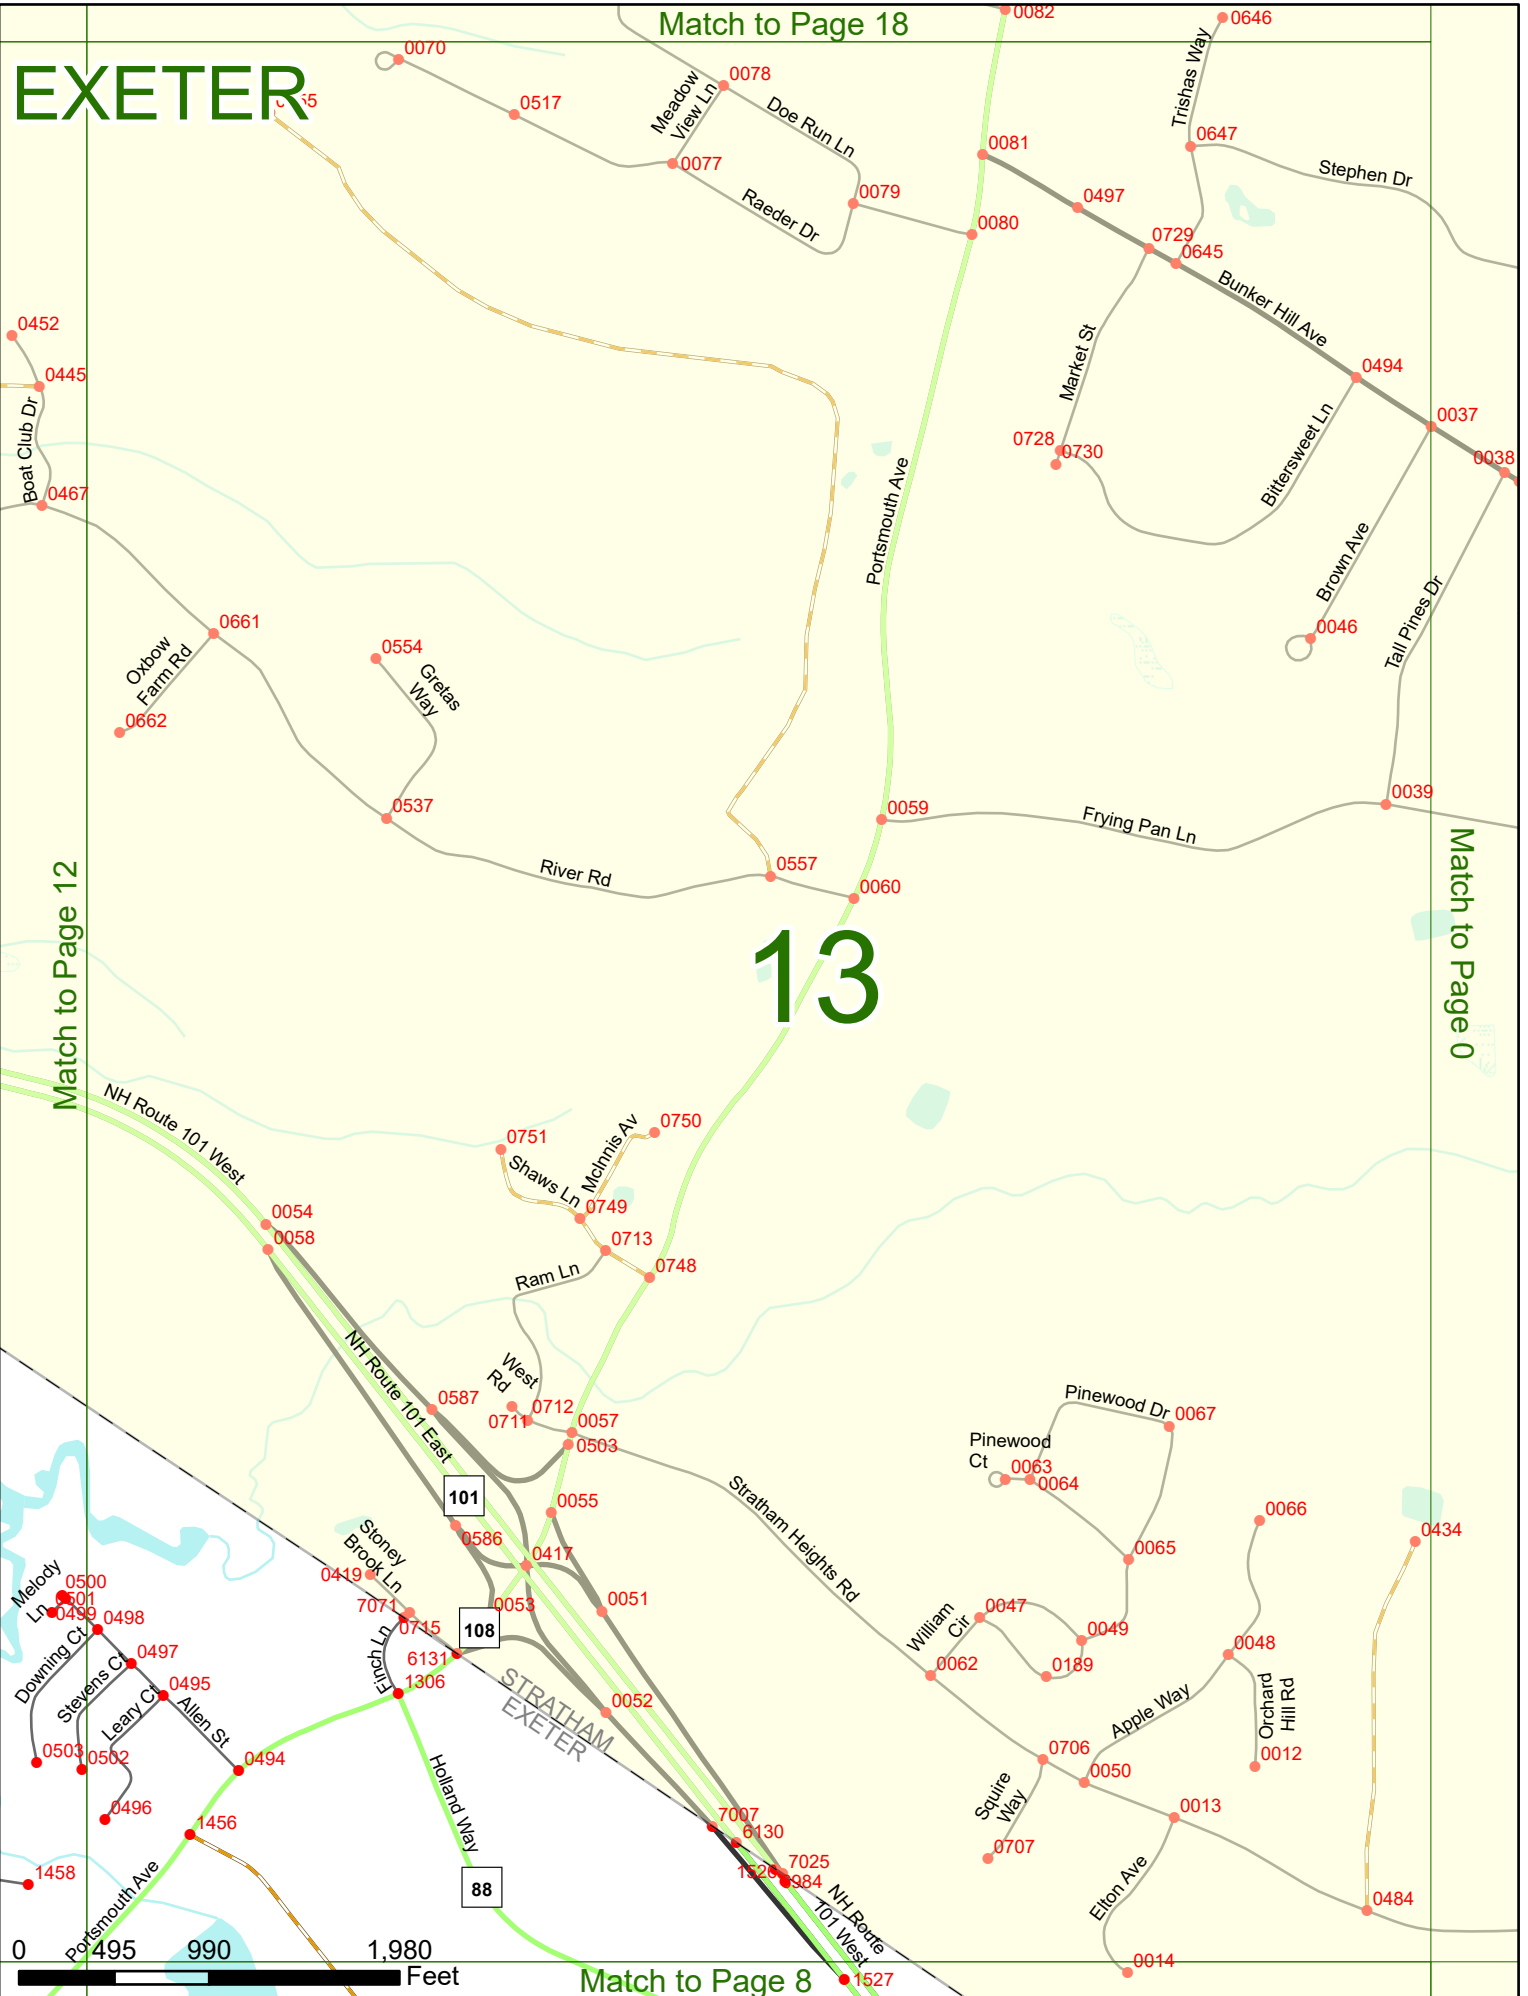 Match to Page 18
EXETER
0082
0646
0070
0078
0517
Meadow
View Ln
Doe Run Ln
Trishas Way
0081
0647
0077
Stephen Dr
0079
0497
Raeder Dr
0080
0729
0645
Bunker Hill Ave
0452
0445
Market St
0494
Boat Club Dr
0037
Bittersweet Ln
0728
0730
0038
0467
Portsmouth Ave
Brown Ave
Tall Pines Dr
0661
0046
Oxbow
Farm Rd
0554
Gretas
Way
0662
0537
0059
0039
Frying Pan Ln
River Rd
0557
0060
Match to Page 12
Match to Page 0
13
NH Route 101 West
0751
McInnis Av
0750
Shaws Ln
0749
0054
0058
0713
Ram Ln
0748
NH Route 101 East
West
Rd
0587
0712
0711
0057
0503
Pinewood Dr
0067
Pinewood
Ct
0063
0064
101
0055
Stratham Heights Rd
0066
0434
0586
Stoney
Brook Ln
0417
0065
0419
Melody
Ln
0500
0499
0498
7071
0715
0053
0051
108
0047
William
Cir
0049
Downing Ct
0497
Finch Ln
6131
0048
Stevens Ct
0495
1306
0062
0189
Leary Ct
Allen St
STRATHAM
EXETER
0052
Apple Way
Orchard
Hill Rd
0503
0502
0494
0706
0050
0012
Holland Way
Squire
Way
0496
1456
7007
6130
0013
0707
1458
7025
88
NH Route
101 West
Elton Ave
0484
Portsmouth Ave
0014
0 495 990 1,980
Feet
Match to Page 8
1527